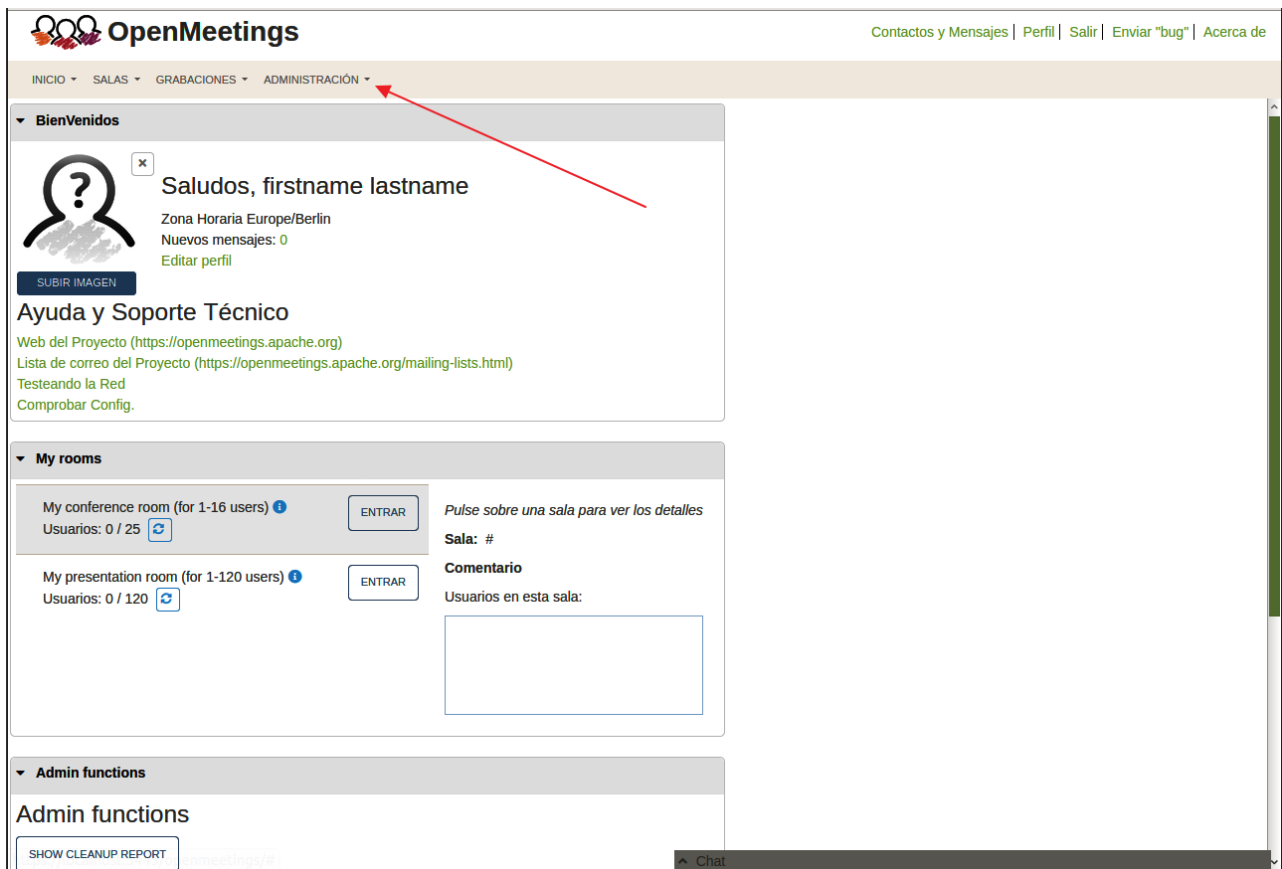 OpenMeetings
Contactos y Mensajes | Perfil | Salir | Enviar "bug" | Acerca de
INICIO SALAS GRABACIONES ADMINISTRACIÓN
BienVenidos
Saludos, firstname lastname
Zona Horaria Europe/Berlin
Nuevos mensajes: 0
Editar perfil
SUBIR IMAGEN
Ayuda y Soporte Técnico
Web del Proyecto (https://openmeetings.apache.org)
Lista de correo del Proyecto (https://openmeetings.apache.org/mailing-lists.html)
Testeando la Red
Comprobar Config.
My rooms
My conference room (for 1-16 users)
Usuarios: 0 / 25
ENTRAR
My presentation room (for 1-120 users)
Usuarios: 0 / 120
ENTRAR
Pulse sobre una sala para ver los detalles
Sala: #
Comentario
Usuarios en esta sala:
Admin functions
Admin functions
SHOW CLEANUP REPORT
Chat